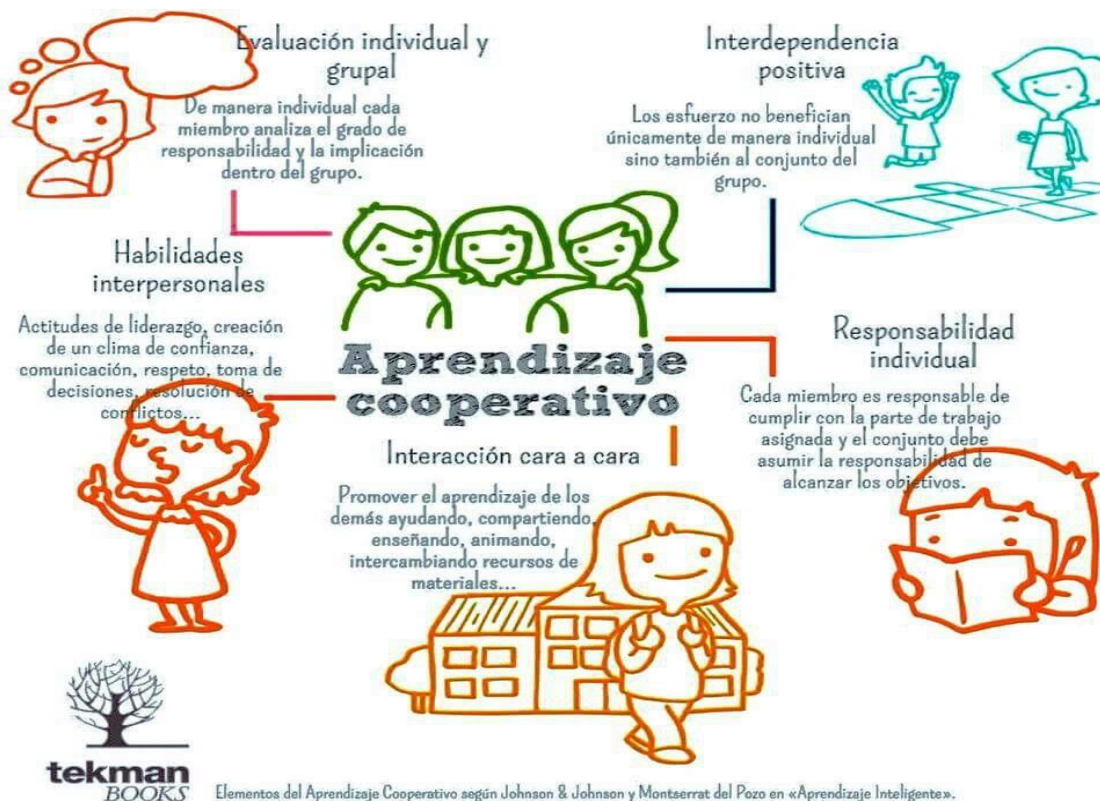 Evaluación individual y
grupal
De manera individual cada
miembro analiza el grado de
responsabilidad y la implicación
dentro del grupo.
Interdependencia
positiva
Los esfuerzo no benefician
únicamente de manera individual
sino también al conjunto del
grupo.
Habilidades
interpersonales
Actitudes de liderazgo, creación
de un clima de confianza,
comunicación, respeto, toma de
decisiones, resolución de
conflictos...
Aprendizaje
cooperativo
Responsabilidad
individual
Cada miembro es responsable de
cumplir con la parte de trabajo
asignada y el conjunto debe
asumir la responsabilidad de
alcanzar los objetivos.
Interacción cara a cara
Promover el aprendizaje de los
demás ayudando, compartiendo,
enseñando, animando,
intercambiando recursos de
materiales...
tekman
BOOKS
Elementos del Aprendizaje Cooperativo según Johnson & Johnson y Montserrat del Pozo en «Aprendizaje Inteligente».